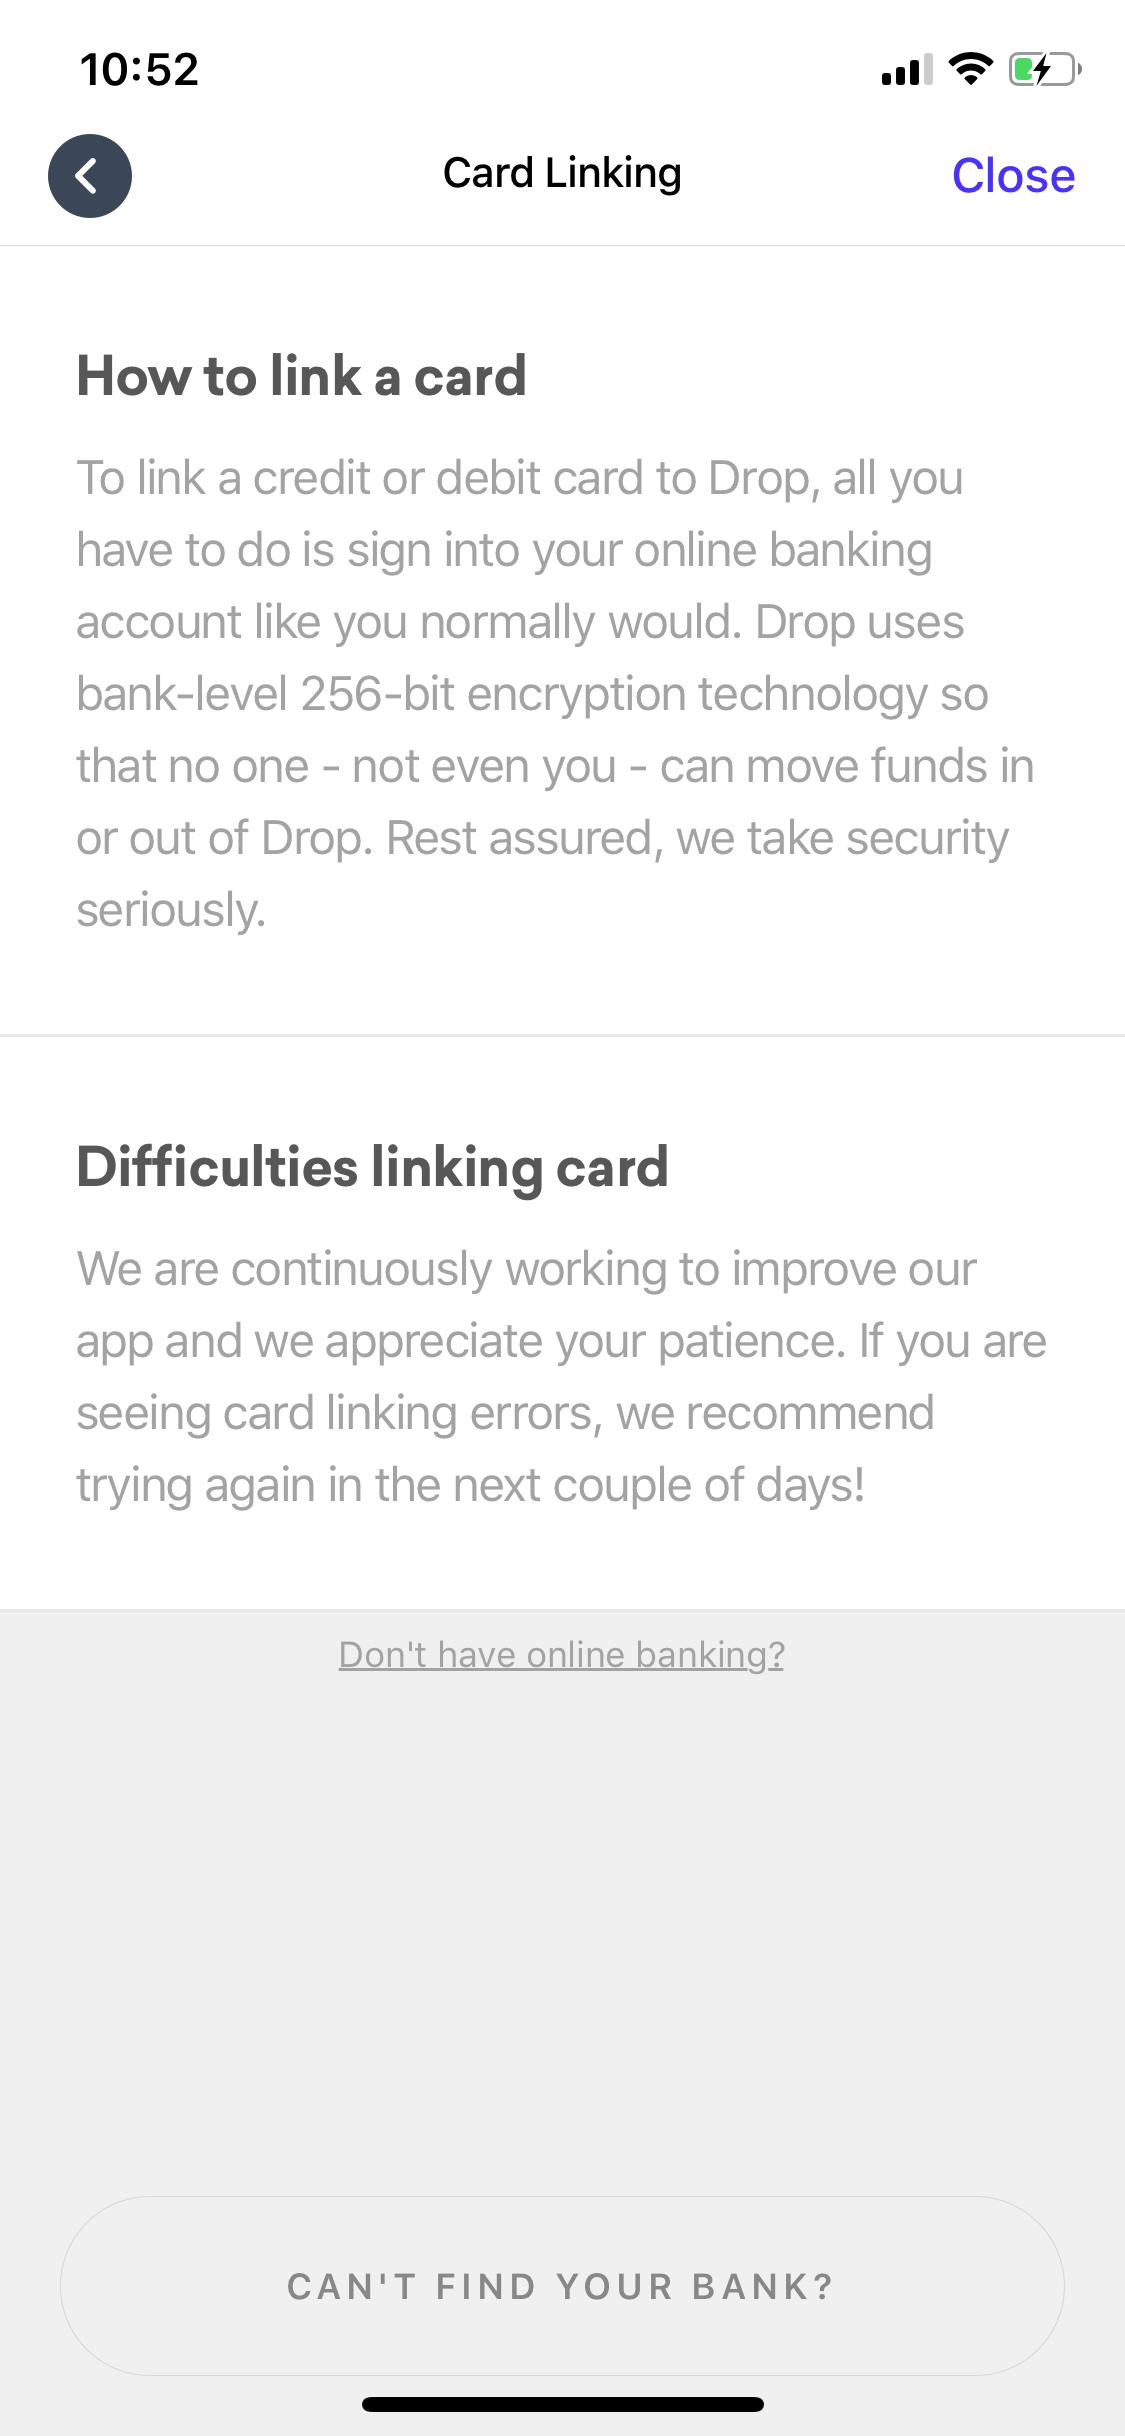 10:52
Card Linking
Close
How to link a card
To link a credit or debit card to Drop, all you
have to do is sign into your online banking
account like you normally would. Drop uses
bank-level 256-bit encryption technology so
that no one - not even you - can move funds in
or out of Drop. Rest assured, we take security
seriously.
Difficulties linking card
We are continuously working to improve our
app and we appreciate your patience. If you are
seeing card linking errors, we recommend
trying again in the next couple of days!
Don't have online banking?
CAN'T FIND YOUR BANK?